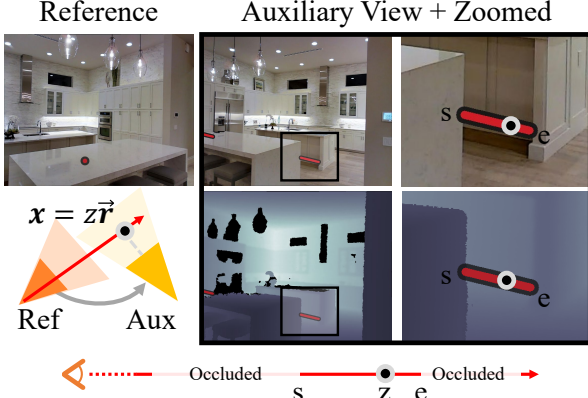 Reference
Auxiliary View + Zoomed
s
e
x = zr⃗
s
e
Ref
Aux
Occluded
Occluded
s
z
e